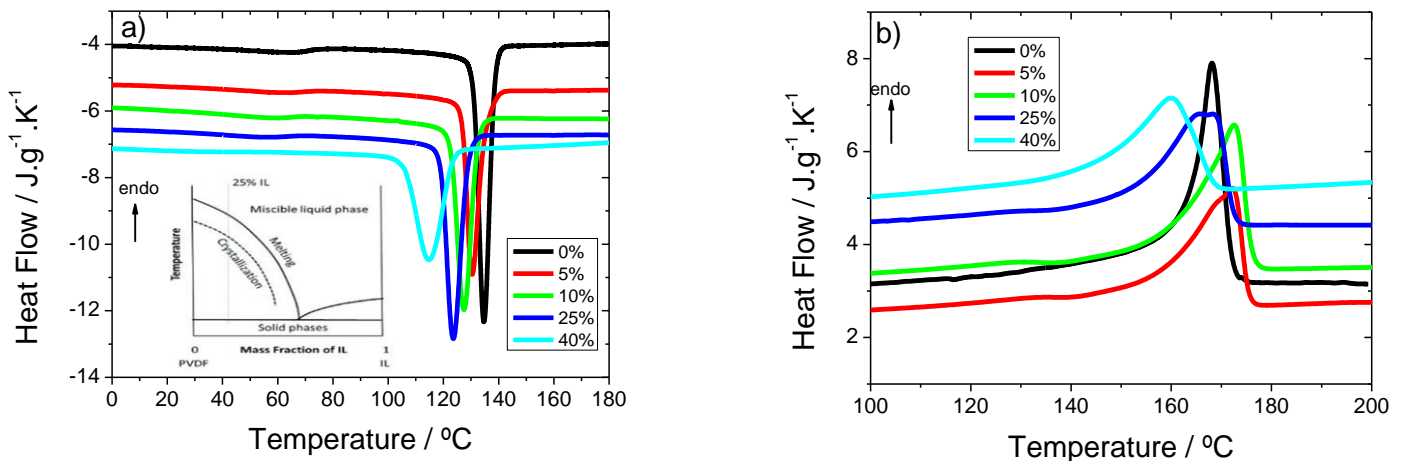 a)
-4
-6
-8
-10
-12
-14
Heat Flow / J.g⁻¹.K⁻¹
endo
25% IL
Miscible liquid phase
Temperature
Melting
Crystallization
Solid phases
0
Mass Fraction of IL
1
PVDF
IL
0%
5%
10%
25%
40%
0 20 40 60 80 100 120 140 160 180
Temperature / ºC
b)
8
6
4
2
Heat Flow / J.g⁻¹.K⁻¹
endo
0%
5%
10%
25%
40%
100 120 140 160 180 200
Temperature / ºC